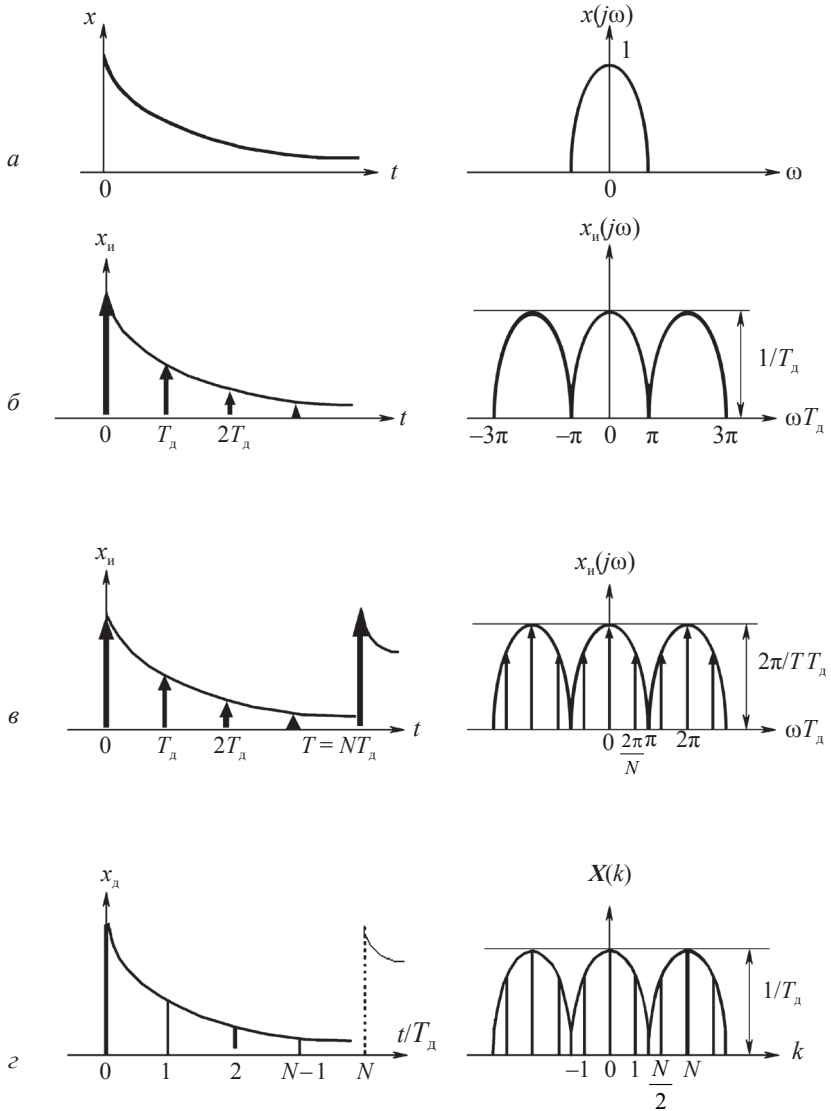 x x(jω)
1
а
0 t 0 ω
xи xи(jω)
1/Tд
б
0 Tд 2Tд t −3π −π 0 π 3π ωTд
xи xи(jω)
2π/T Tд
в
0 Tд 2Tд T = NTд t 0 2π/N π 2π ωTд
xд X(k)
1/Tд
t/Tд
г
0 1 2 N−1 N −1 0 1 N/2 N k